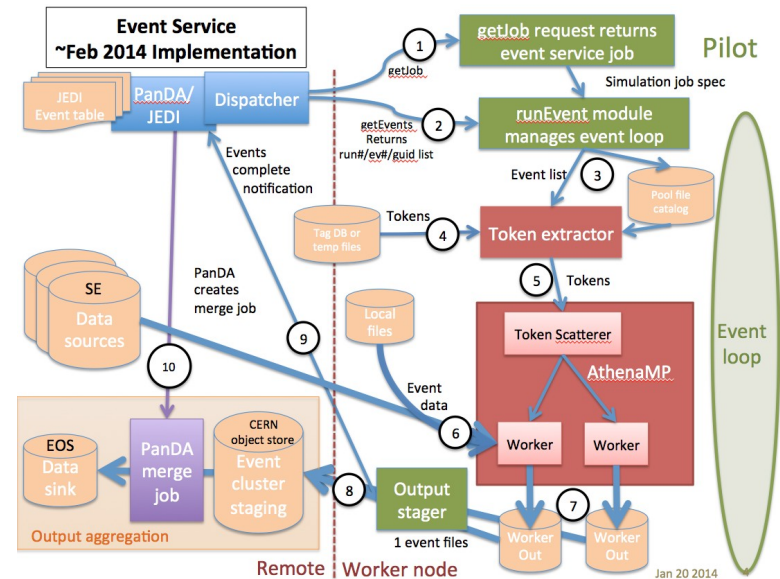 Event Service
~Feb 2014 Implementation
JEDI
Event table
PanDA/
JEDI
Dispatcher
1
getJob
getJob request returns
event service job
Pilot
Simulation job spec
2
getEvents
Returns
run#/ev#/guid list
runEvent module
manages event loop
Events
complete
notification
Event list
3
Pool file
catalog
Tag DB or
temp files
Tokens
4
Token extractor
5
Tokens
SE
Data
sources
PanDA
creates
merge job
Local
files
9
Token Scatterer
AthenaMP
Event
loop
10
Event
data
6
Worker
Worker
EOS
Data
sink
PanDA
merge
job
CERN
object store
Event
cluster
staging
8
Output
stager
7
Output aggregation
1 event files
Worker
Out
Worker
Out
Remote
Worker node
Jan 20 2014
4